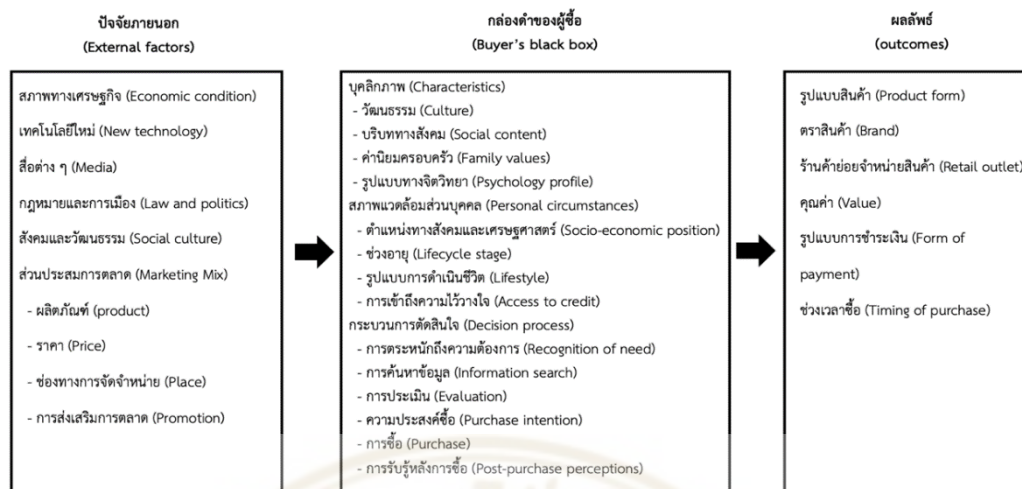 ปัจจัยภายนอก
(External factors)
สภาพทางเศรษฐกิจ (Economic condition)
เทคโนโลยีใหม่ (New technology)
สื่อต่าง ๆ (Media)
กฎหมายและการเมือง (Law and politics)
สังคมและวัฒนธรรม (Social culture)
ส่วนประสมการตลาด (Marketing Mix)
- ผลิตภัณฑ์ (product)
- ราคา (Price)
- ช่องทางการจัดจำหน่าย (Place)
- การส่งเสริมการตลาด (Promotion)
กล่องดำของผู้ซื้อ
(Buyer's black box)
บุคลิกภาพ (Characteristics)
- วัฒนธรรม (Culture)
- บริบททางสังคม (Social content)
- ค่านิยมครอบครัว (Family values)
- รูปแบบทางจิตวิทยา (Psychology profile)
สภาพแวดล้อมส่วนบุคคล (Personal circumstances)
- ตำแหน่งทางสังคมและเศรษฐศาสตร์ (Socio-economic position)
- ช่วงอายุ (Lifecycle stage)
- รูปแบบการดำเนินชีวิต (Lifestyle)
- การเข้าถึงความไว้วางใจ (Access to credit)
กระบวนการตัดสินใจ (Decision process)
- การตระหนักถึงความต้องการ (Recognition of need)
- การค้นหาข้อมูล (Information search)
- การประเมิน (Evaluation)
- ความประสงค์ซื้อ (Purchase intention)
- การซื้อ (Purchase)
- การรับรู้หลังการซื้อ (Post-purchase perceptions)
ผลลัพธ์
(outcomes)
รูปแบบสินค้า (Product form)
ตราสินค้า (Brand)
ร้านค้าย่อยจำหน่ายสินค้า (Retail outlet)
คุณค่า (Value)
รูปแบบการชำระเงิน (Form of
payment)
ช่วงเวลาซื้อ (Timing of purchase)